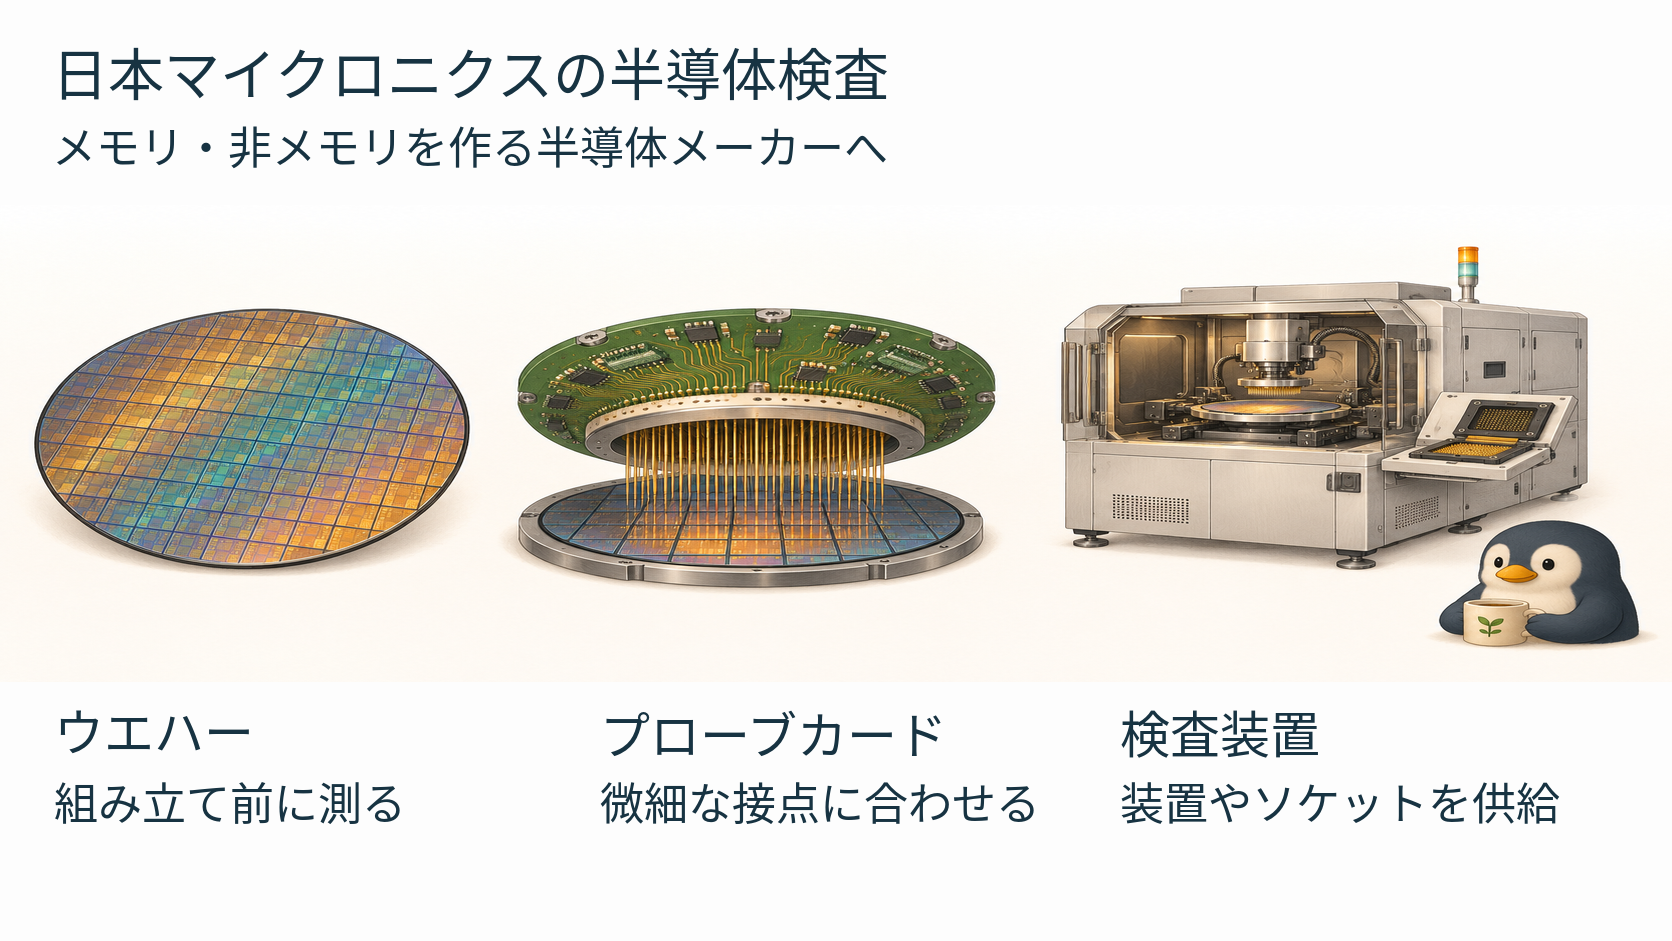 日本マイクロニクスの半導体検査
メモリ・非メモリを作る半導体メーカーへ
ウエハー
組み立て前に測る
プローブカード
微細な接点に合わせる
検査装置
装置やソケットを供給